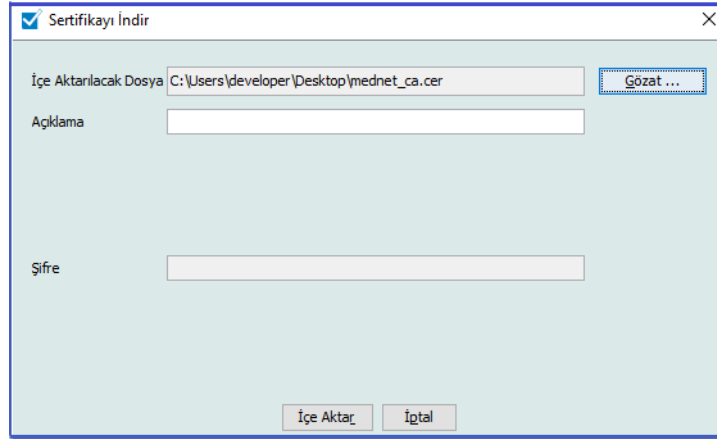 Sertifikayı İndir
İçe Aktarılacak Dosya C:\Users\developer\Desktop\mednet_ca.cer Gözat ...
Açıklama
Şifre
İçe Aktar İptal